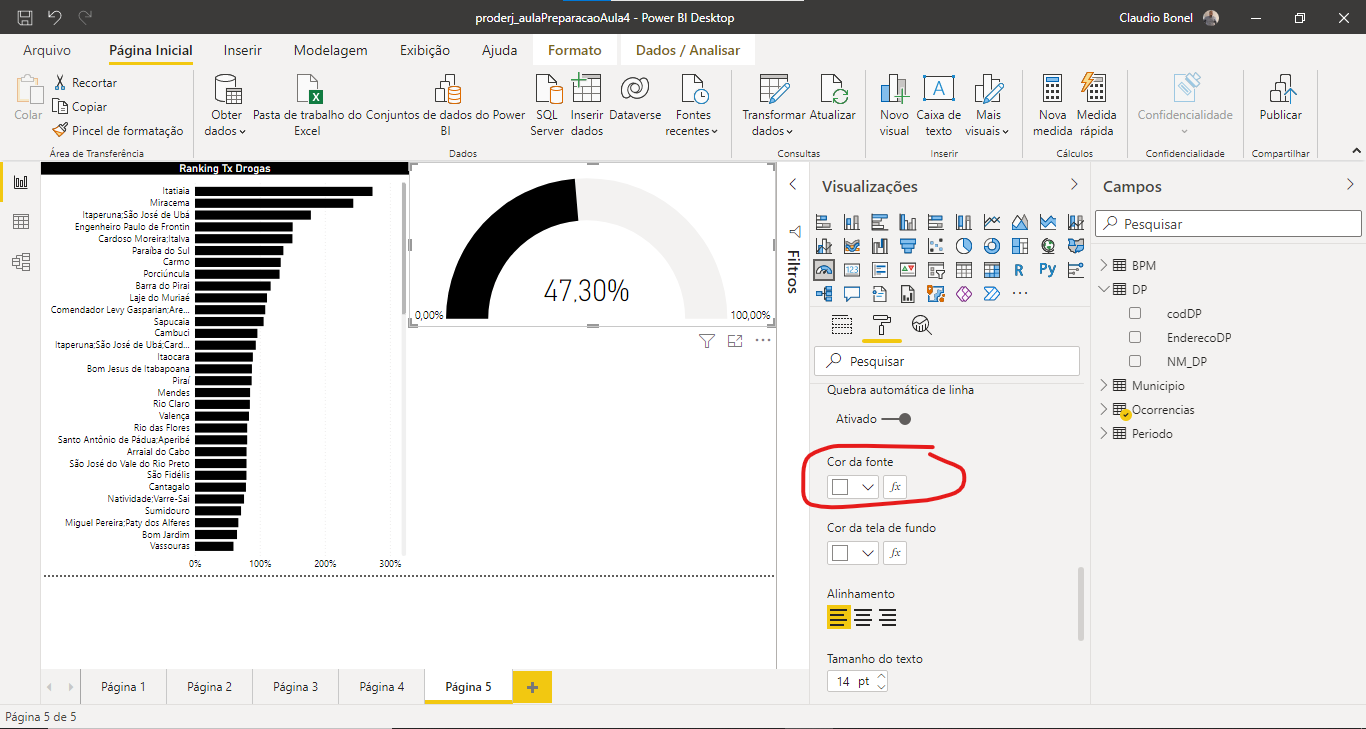 proderj_aulaPreparacaoAula4 - Power BI Desktop
Claudio Bonel
Arquivo
Página Inicial
Inserir
Modelagem
Exibição
Ajuda
Formato
Dados / Analisar
Colar
Recortar
Copiar
Pincel de formatação
Área de Transferência
Obter dados
Pasta de trabalho do Excel
Conjuntos de dados do Power BI
SQL Server
Inserir dados
Dataverse
Fontes recentes
Dados
Transformar dados
Atualizar
Consultas
Novo visual
Caixa de texto
Mais visuais
Inserir
Nova medida
Medida rápida
Cálculos
Confidencialidade
Confidencialidade
Publicar
Compartilhar
Ranking Tx Drogas
Itatiaia
Miracema
Itaperuna;São José de Ubá
Engenheiro Paulo de Frontin
Cardoso Moreira;Italva
Paraíba do Sul
Carmo
Porciúncula
Barra do Piraí
Laje do Muriaé
Comendador Levy Gasparian;Are...
Sapucaia
Cambuci
Itaperuna;São José de Ubá;Card...
Itaocara
Bom Jesus de Itabapoana
Piraí
Mendes
Rio Claro
Valença
Rio das Flores
Santo Antônio de Pádua;Aperibé
Arraial do Cabo
São José do Vale do Rio Preto
São Fidélis
Cantagalo
Natividade;Varre-Sai
Sumidouro
Miguel Pereira;Paty dos Alferes
Bom Jardim
Vassouras
0%
100%
200%
300%
47,30%
0,00%
100,00%
Filtros
Visualizações
123
R
Py
Pesquisar
Quebra automática de linha
Ativado
Cor da fonte
fx
Cor da tela de fundo
fx
Alinhamento
Tamanho do texto
14 pt
Campos
Pesquisar
BPM
DP
codDP
EnderecoDP
NM_DP
Municipio
Ocorrencias
Periodo
Página 1
Página 2
Página 3
Página 4
Página 5
Página 5 de 5